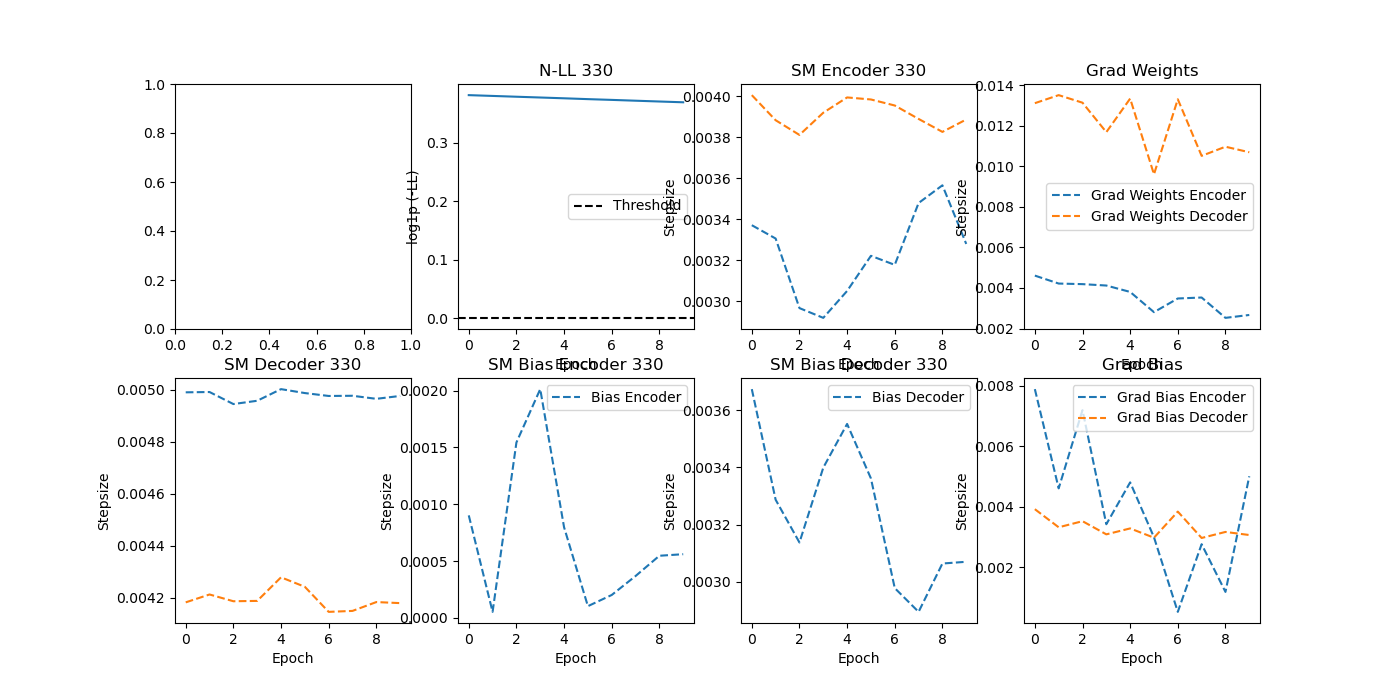 N-LL 330
SM Encoder 330
Grad Weights
1.0
0.8
0.6
0.4
0.2
0.0
0.0 0.2 0.4 0.6 0.8 1.0
log1p (-LL)
0.3
0.2
0.1
0.0
Threshold
0 2 4 6 8
Epoch
Stepsize
0.0040
0.0038
0.0036
0.0034
0.0032
0.0030
0 2 4 6 8
Epoch
Stepsize
0.014
0.012
0.010
0.008
0.006
0.004
0.002
Grad Weights Encoder
Grad Weights Decoder
0 2 4 6 8
Epoch
SM Decoder 330
SM Bias Encoder 330
SM Bias Decoder 330
Grad Bias
Stepsize
0.0050
0.0048
0.0046
0.0044
0.0042
0 2 4 6 8
Epoch
Stepsize
0.0020
0.0015
0.0010
0.0005
0.0000
Bias Encoder
0 2 4 6 8
Epoch
Stepsize
0.0036
0.0034
0.0032
0.0030
Bias Decoder
0 2 4 6 8
Epoch
Stepsize
0.008
0.006
0.004
0.002
Grad Bias Encoder
Grad Bias Decoder
0 2 4 6 8
Epoch